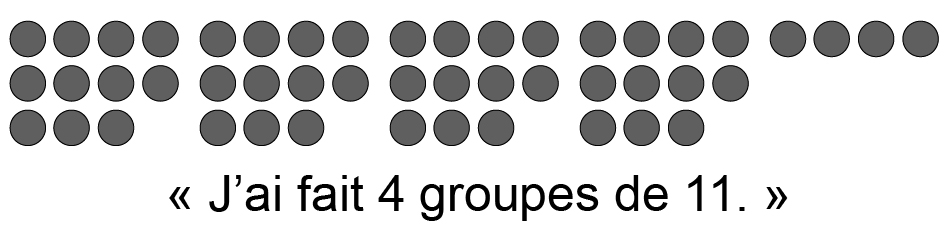 « J’ai fait 4 groupes de 11. »